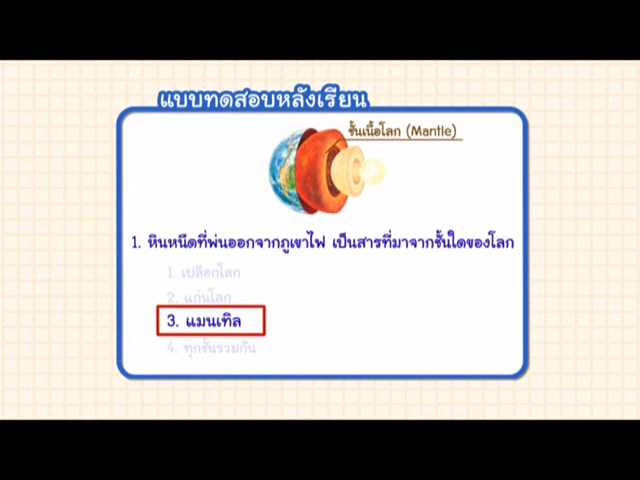 แบบทดสอบหลังเรียน
ชั้นเนื้อโลก (Mantle)
1. หินหนืดที่พ่นออกจากภูเขาไฟ เป็นสารที่มาจากชั้นใดของโลก
1. เปลือกโลก
2. แก่นโลก
3. แมนเทิล
4. ทุกชั้นรวมกัน